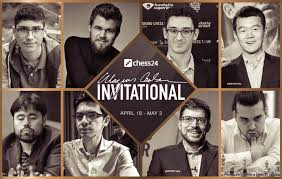 chess24
Magnus Carlsen
INVITATIONAL
APRIL 18 - MAY 3